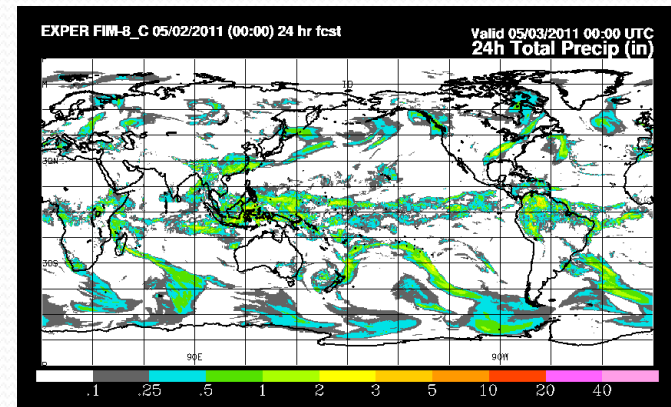 EXPER FIM-8_C 05/02/2011 (00:00) 24 hr fcst
Valid 05/03/2011 00:00 UTC
24h Total Precip (in)
30N
30S
90E
90W
.1 .25 .5 1 2 3 5 10 20 40